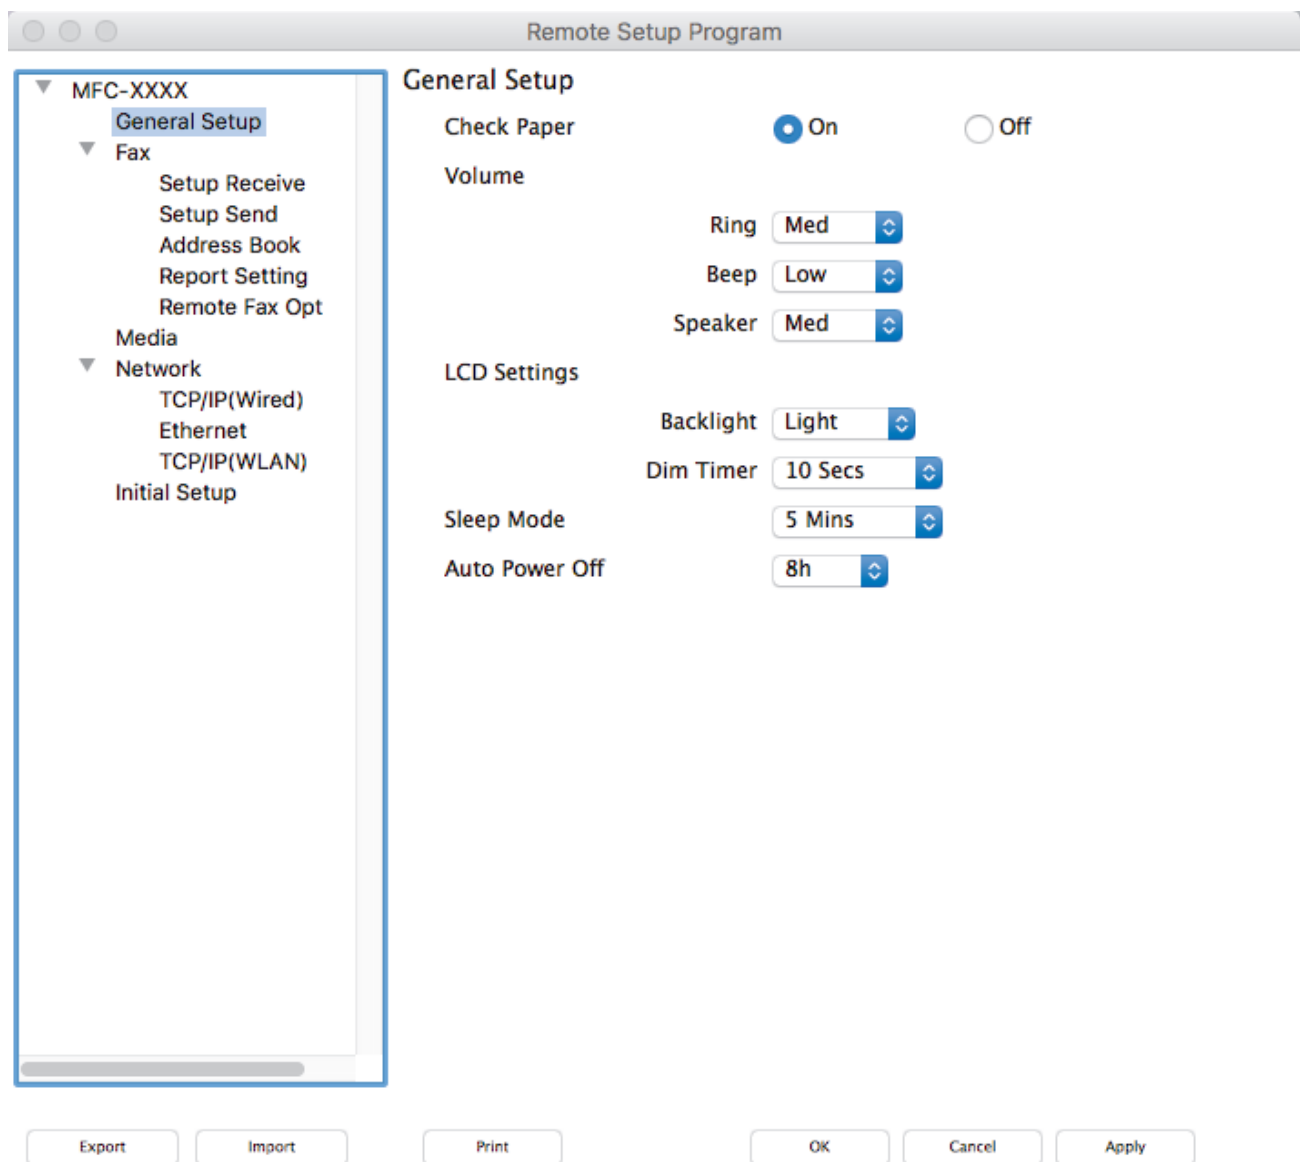 Remote Setup Program
MFC-XXXX
General Setup
Fax
Setup Receive
Setup Send
Address Book
Report Setting
Remote Fax Opt
Media
Network
TCP/IP(Wired)
Ethernet
TCP/IP(WLAN)
Initial Setup
General Setup
Check Paper On Off
Volume
Ring Med
Beep Low
Speaker Med
LCD Settings
Backlight Light
Dim Timer 10 Secs
Sleep Mode 5 Mins
Auto Power Off 8h
Export Import Print OK Cancel Apply